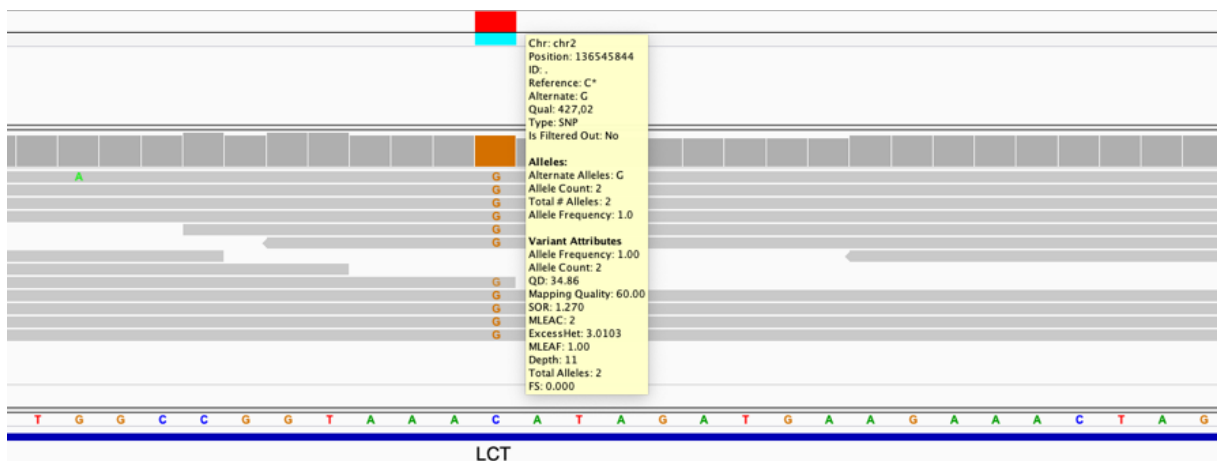 Chr: chr2
Position: 136545844
ID: .
Reference: C*
Alternate: G
Qual: 427,02
Type: SNP
Is Filtered Out: No
Alleles:
Alternate Alleles: G
Allele Count: 2
Total # Alleles: 2
Allele Frequency: 1.0
Variant Attributes
Allele Frequency: 1.00
Allele Count: 2
QD: 34.86
Mapping Quality: 60.00
SOR: 1.270
MLEAC: 2
ExcessHet: 3.0103
MLEAF: 1.00
Depth: 11
Total Alleles: 2
FS: 0.000
A G
G
G
G
G
G
G
G
G
G
G
T G G C C G G T A A A C A T A G A T G A A G A A A C T A G
LCT